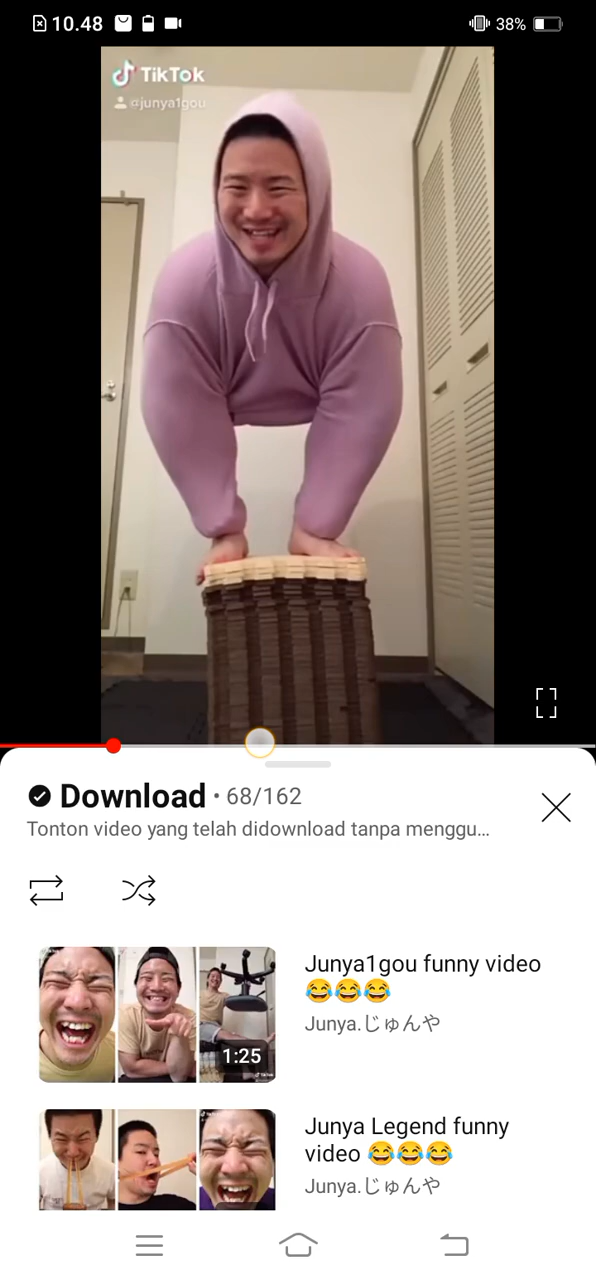 10.48
38%
TikTok
@junya1gou
Download · 68/162
Tonton video yang telah didownload tanpa menggu...
Junya1gou funny video
😂😂😂
Junya.じゅんや
1:25
Junya Legend funny
video 😂😂😂
Junya.じゅんや